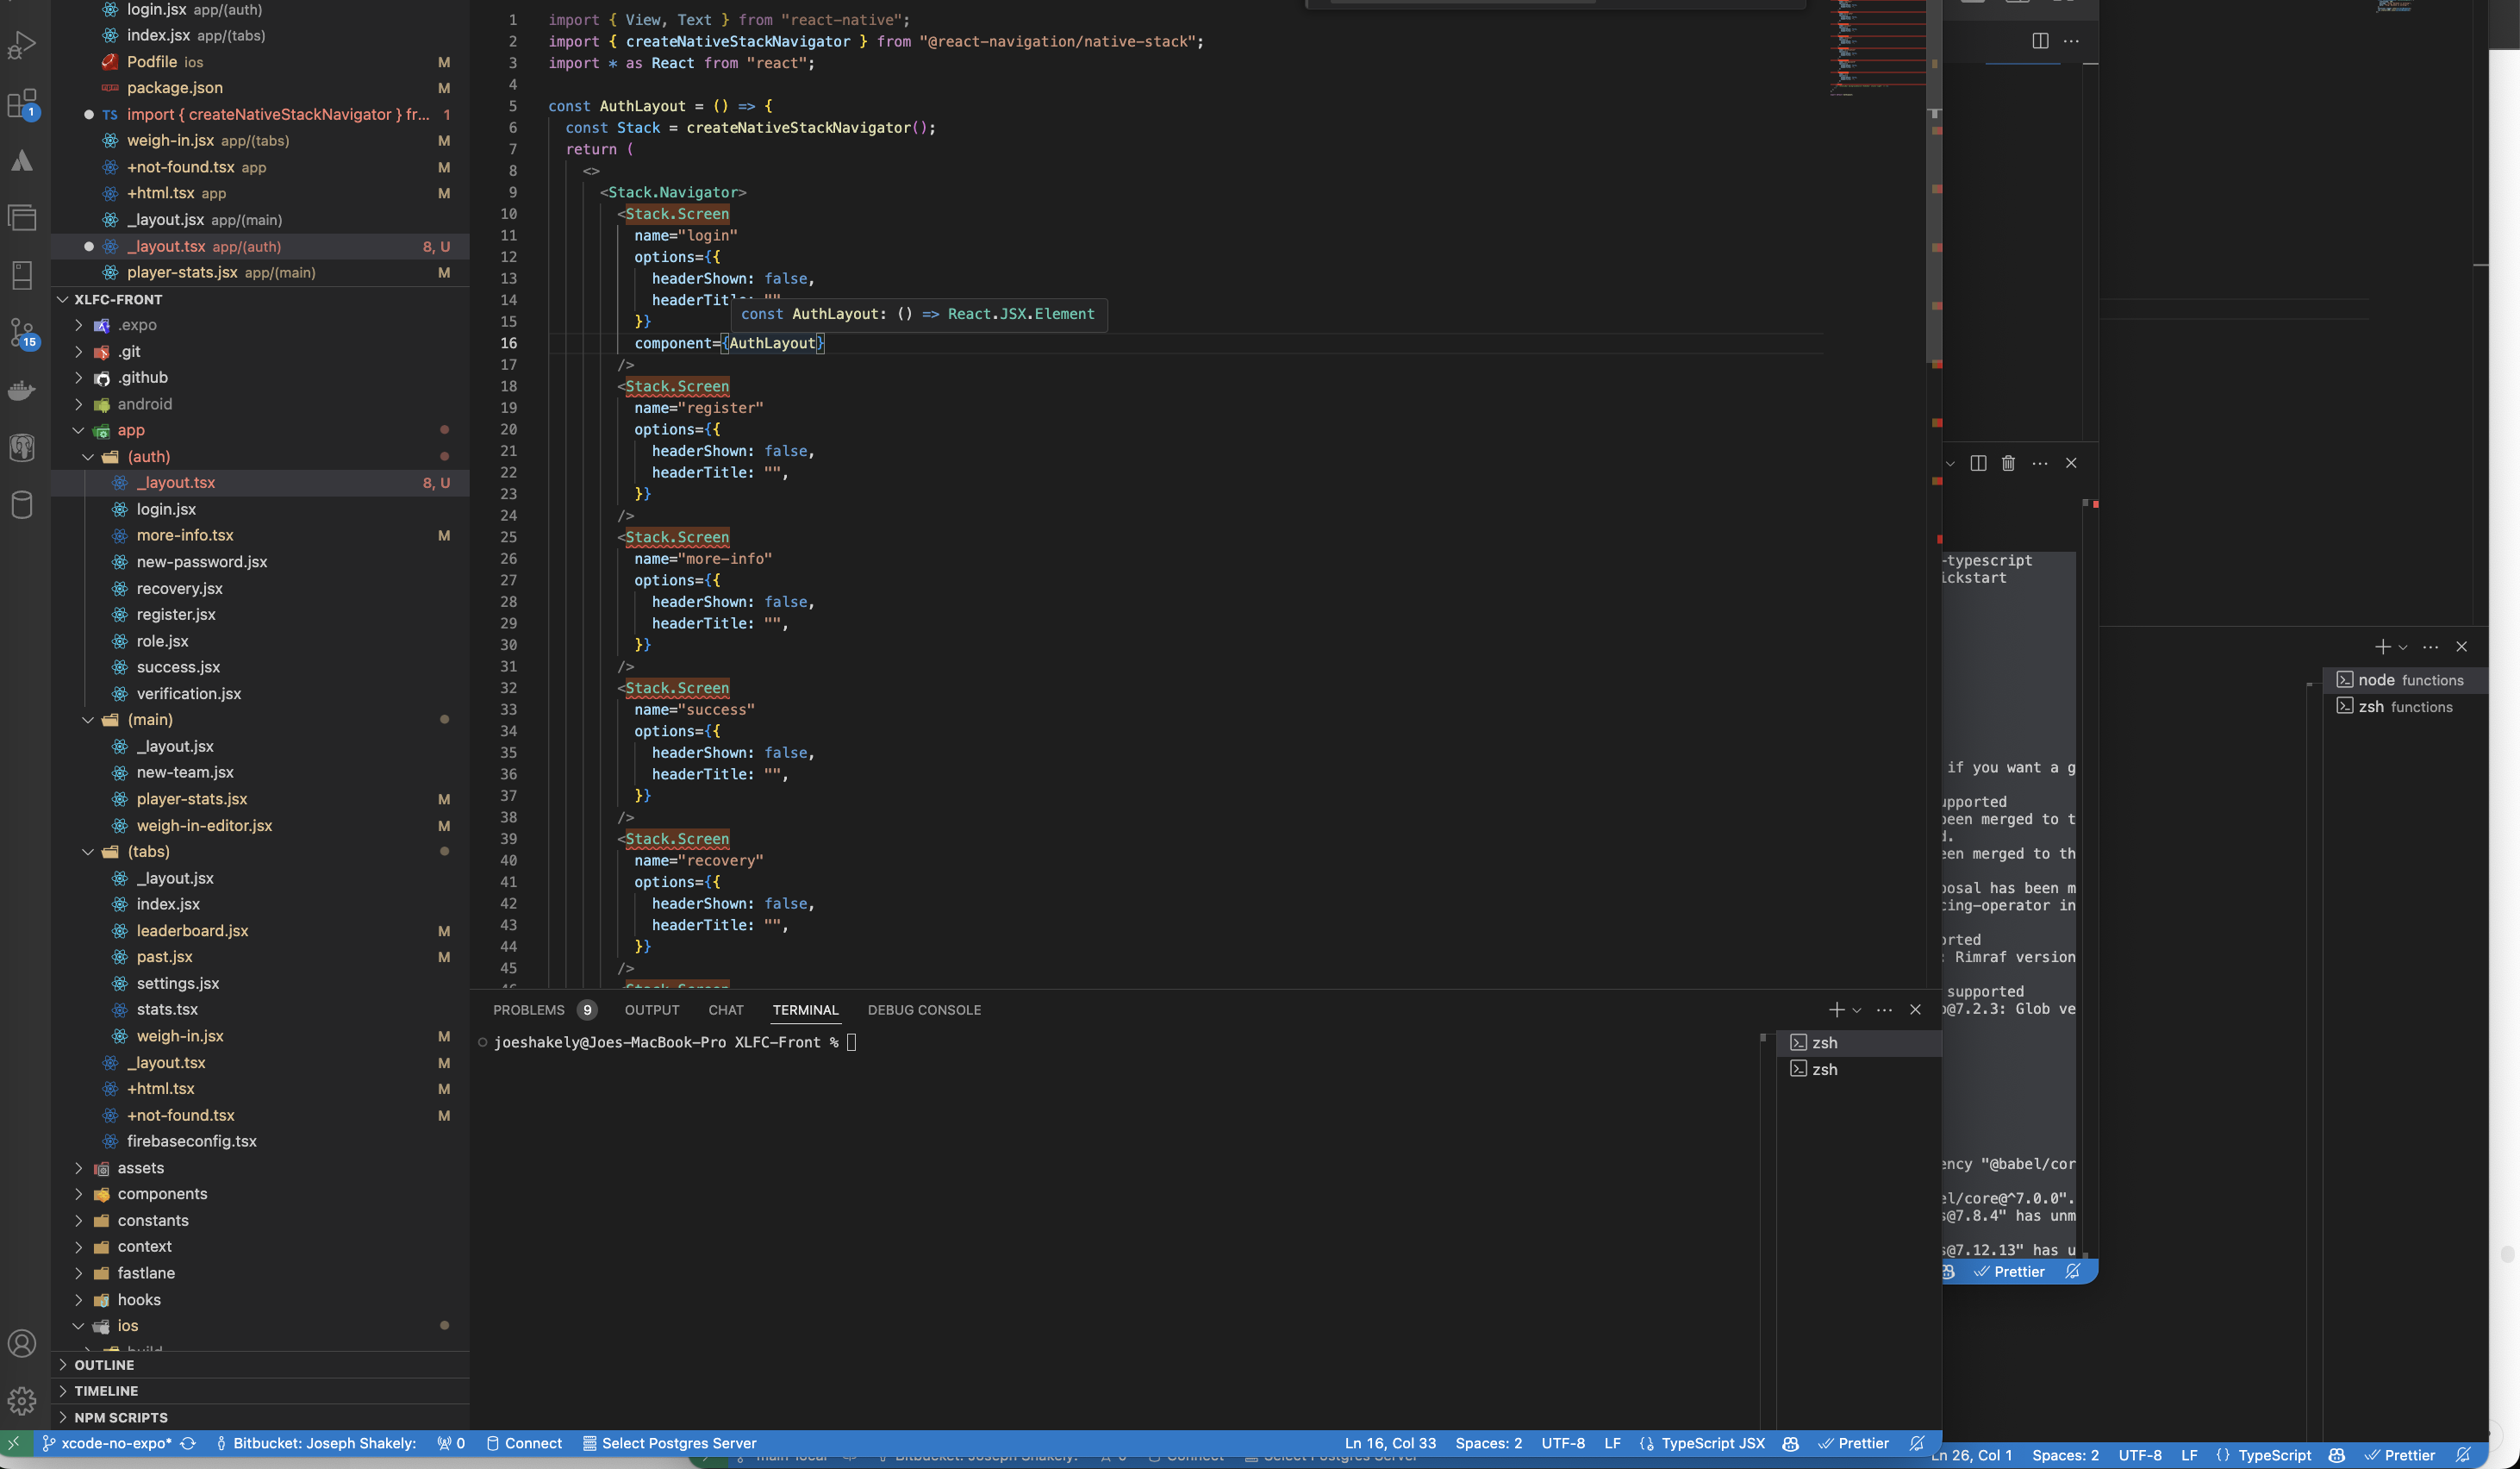 login.jsx app/(auth)
index.jsx app/(tabs)
Podfile ios M
package.json M
TS import { createNativeStackNavigator } fr... 1
weigh-in.jsx app/(tabs) M
+not-found.tsx app M
+html.tsx app M
_layout.jsx app/(main)
_layout.tsx app/(auth) 8, U
player-stats.jsx app/(main) M
XLFC-FRONT
.expo
.git
.github
android
app
(auth)
_layout.tsx 8, U
login.jsx
more-info.tsx M
new-password.jsx
recovery.jsx
register.jsx
role.jsx
success.jsx
verification.jsx
(main)
_layout.jsx
new-team.jsx
player-stats.jsx M
weigh-in-editor.jsx M
(tabs)
_layout.jsx
index.jsx
leaderboard.jsx M
past.jsx M
settings.jsx
stats.tsx
weigh-in.jsx M
_layout.tsx M
+html.tsx M
+not-found.tsx M
firebaseconfig.tsx
assets
components
constants
context
fastlane
hooks
ios
build
OUTLINE
TIMELINE
NPM SCRIPTS
1
15
1 import { View, Text } from "react-native";
2 import { createNativeStackNavigator } from "@react-navigation/native-stack";
3 import * as React from "react";
4
5 const AuthLayout = () => {
6 const Stack = createNativeStackNavigator();
7 return (
8 <>
9 <Stack.Navigator>
10 <Stack.Screen
11 name="login"
12 options={{
13 headerShown: false,
14 headerTitle: ""
const AuthLayout: () => React.JSX.Element
15 }}
16 component={AuthLayout}
17 />
18 <Stack.Screen
19 name="register"
20 options={{
21 headerShown: false,
22 headerTitle: "",
23 }}
24 />
25 <Stack.Screen
26 name="more-info"
27 options={{
28 headerShown: false,
29 headerTitle: "",
30 }}
31 />
32 <Stack.Screen
33 name="success"
34 options={{
35 headerShown: false,
36 headerTitle: "",
37 }}
38 />
39 <Stack.Screen
40 name="recovery"
41 options={{
42 headerShown: false,
43 headerTitle: "",
44 }}
45 />
46 <Stack.Screen
PROBLEMS 9 OUTPUT CHAT TERMINAL DEBUG CONSOLE
joeshakely@Joes-MacBook-Pro XLFC-Front %
zsh
zsh
-typescript
ickstart
if you want a g
upported
been merged to t
d.
een merged to th
posal has been m
cing-operator in
orted
: Rimraf version
supported
b@7.2.3: Glob ve
ency "@babel/cor
el/core@^7.0.0".
s@7.8.4" has unm
s@7.12.13" has u
Prettier
node functions
zsh functions
xcode-no-expo* Bitbucket: Joseph Shakely: 0 Connect Select Postgres Server Ln 16, Col 33 Spaces: 2 UTF-8 LF TypeScript JSX Prettier
Ln 26, Col 1 Spaces: 2 UTF-8 LF {} TypeScript Prettier